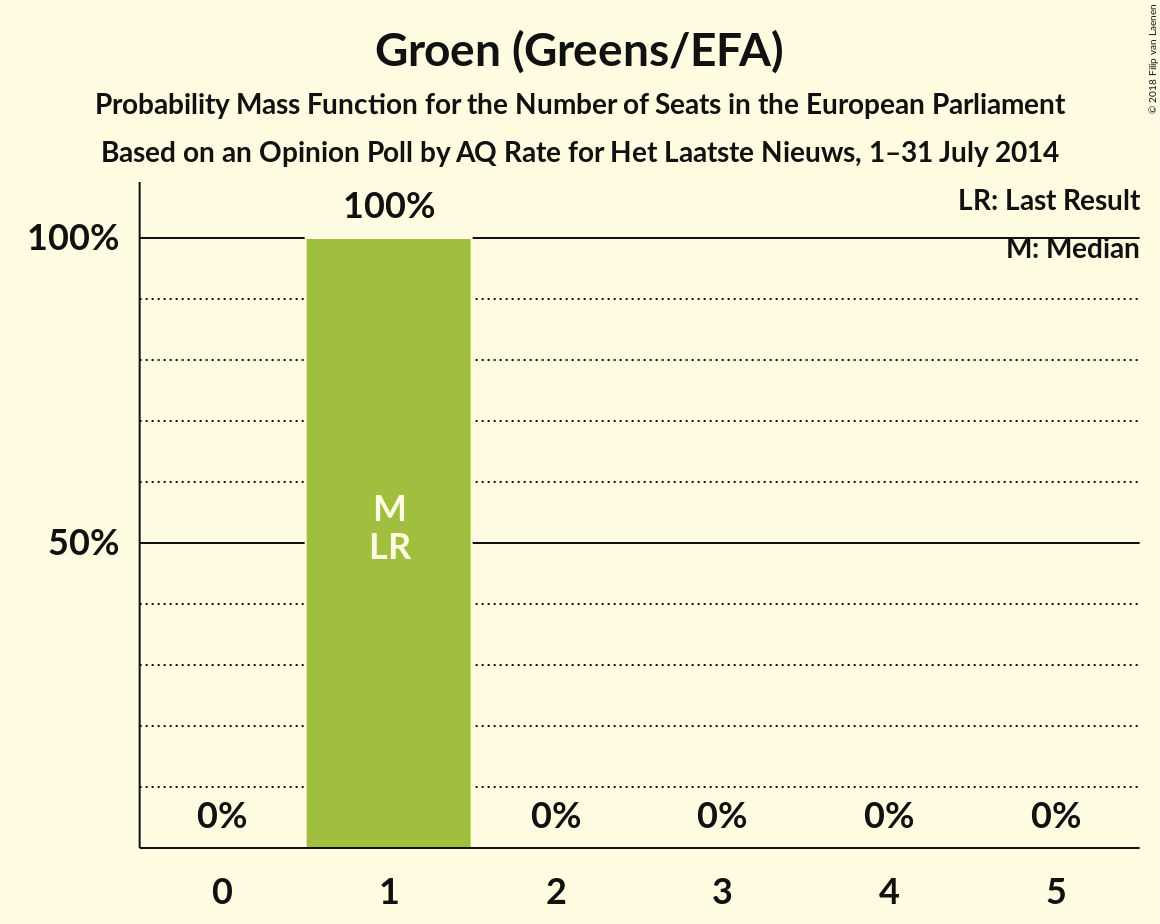 Groen (Greens/EFA)
Probability Mass Function for the Number of Seats in the European Parliament
Based on an Opinion Poll by AQ Rate for Het Laatste Nieuws, 1–31 July 2014
© 2018 Filip van Laenen
LR: Last Result
M: Median
100%
50%
0%
100%
0%
0%
0%
0%
M
LR
0
1
2
3
4
5